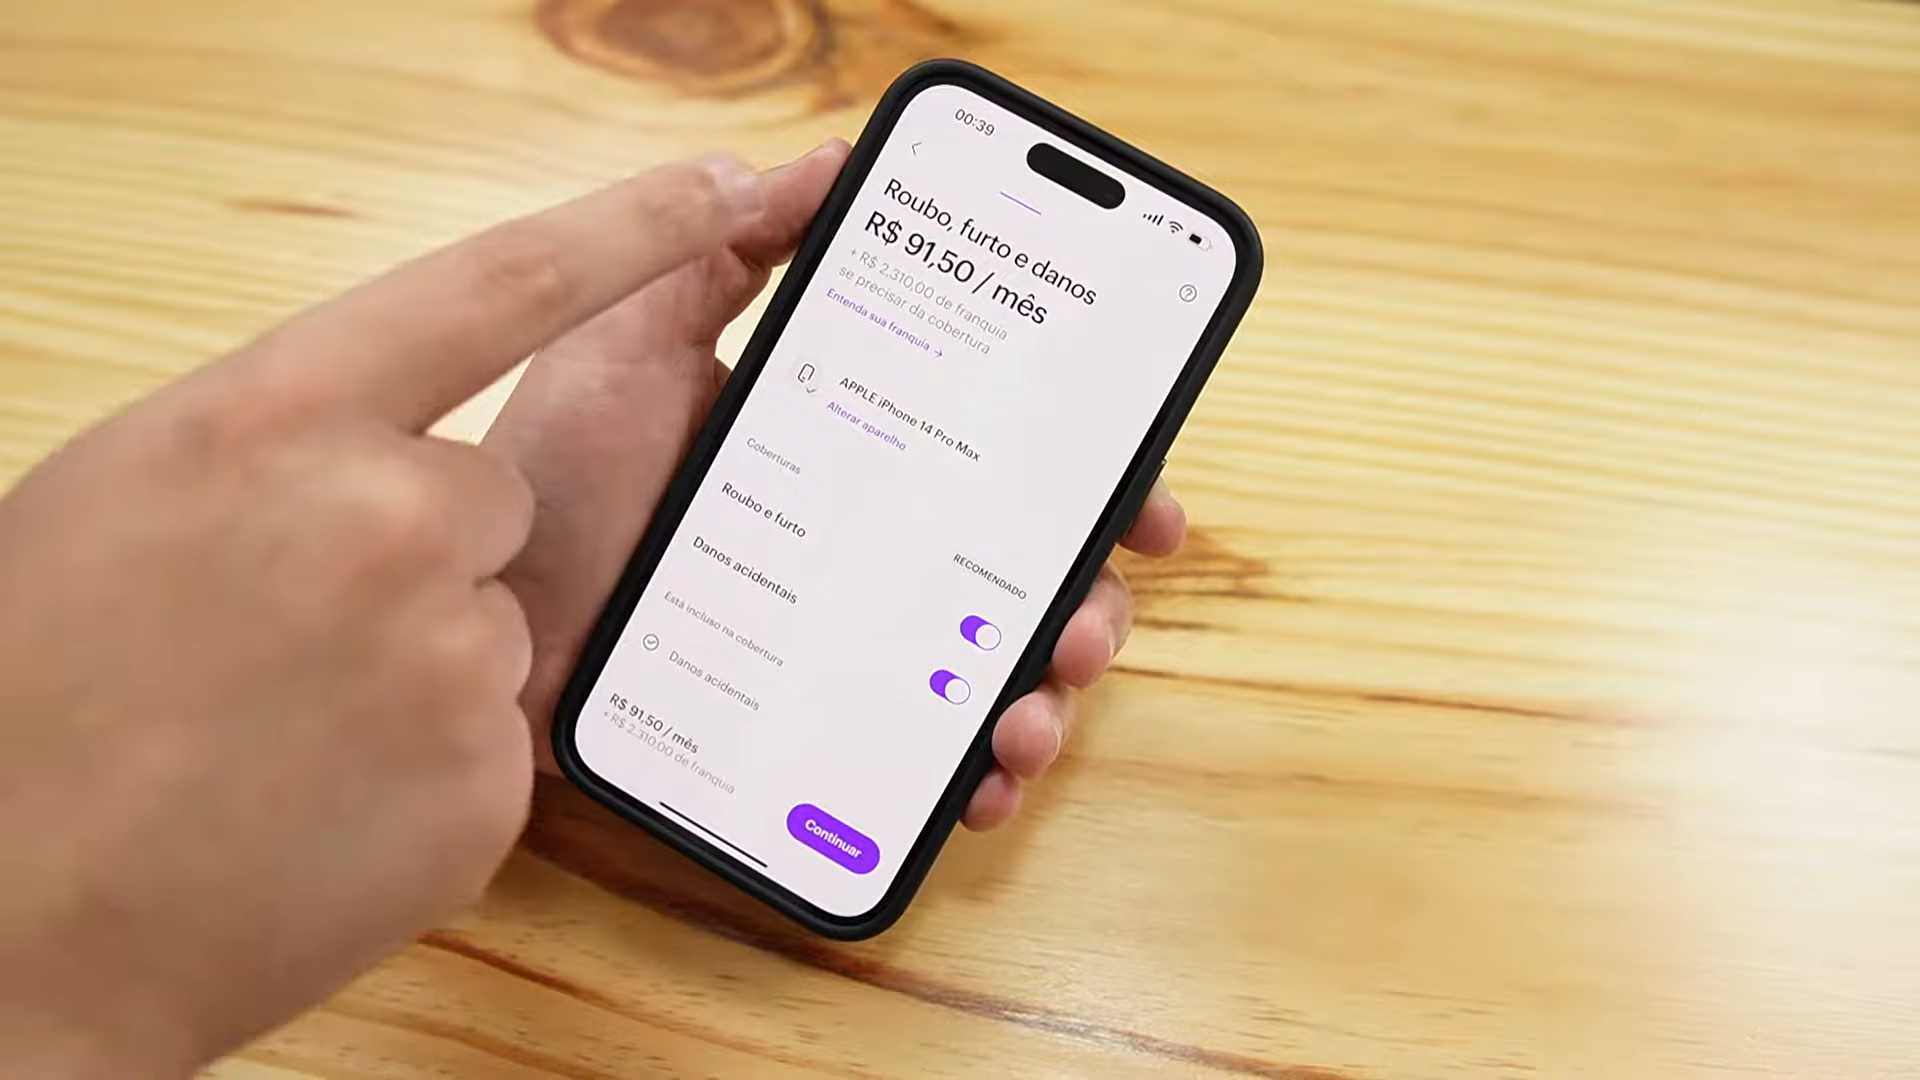 00:39
Roubo, furto e danos
R$ 91,50 / mês
+ R$ 2.310,00 de franquia
se precisar da cobertura
Entenda sua franquia →
APPLE iPhone 14 Pro Max
Alterar aparelho
Coberturas
RECOMENDADO
Roubo e furto
Danos acidentais
Está incluso na cobertura
Danos acidentais
R$ 91,50 / mês
+ R$ 2.310,00 de franquia
Continuar